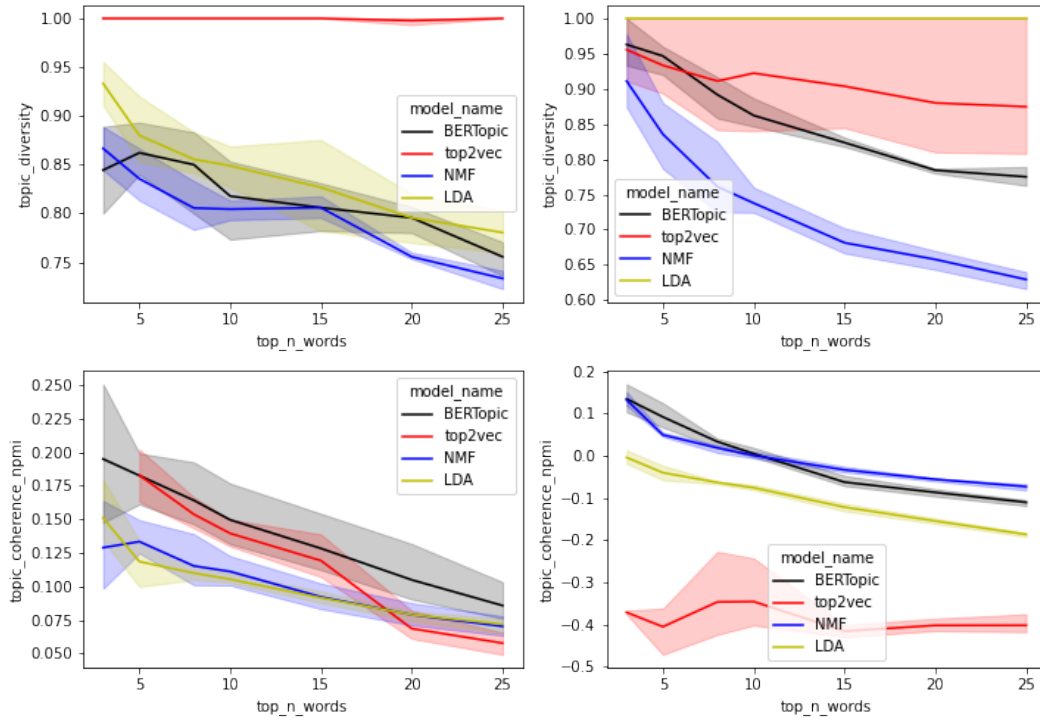 1.00
0.95
0.90
0.85
0.80
0.75
topic_diversity
model_name
BERTopic
top2vec
NMF
LDA
5
10
15
20
25
top_n_words
1.00
0.95
0.90
0.85
0.80
0.75
0.70
0.65
0.60
topic_diversity
model_name
BERTopic
top2vec
NMF
LDA
5
10
15
20
25
top_n_words
0.250
0.225
0.200
0.175
0.150
0.125
0.100
0.075
0.050
topic_coherence_npmi
model_name
BERTopic
top2vec
NMF
LDA
5
10
15
20
25
top_n_words
0.2
0.1
0.0
−0.1
−0.2
−0.3
−0.4
−0.5
topic_coherence_npmi
model_name
BERTopic
top2vec
NMF
LDA
5
10
15
20
25
top_n_words